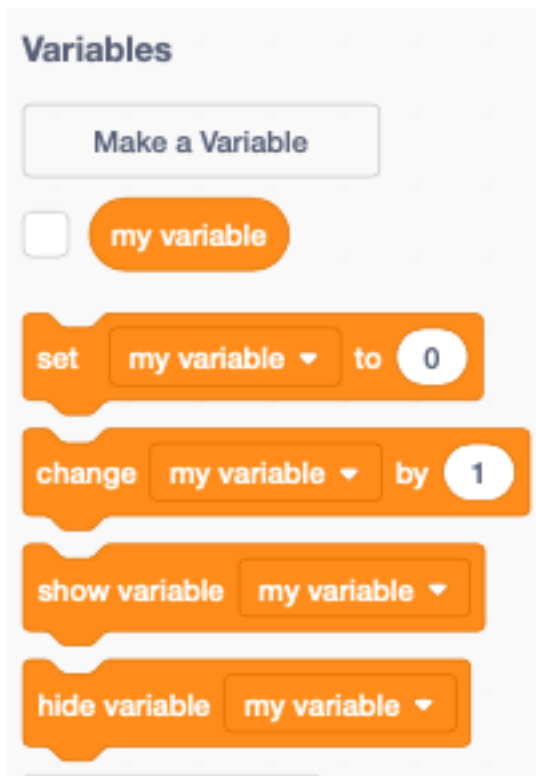 Variables
Make a Variable
my variable
set my variable to 0
change my variable by 1
show variable my variable
hide variable my variable